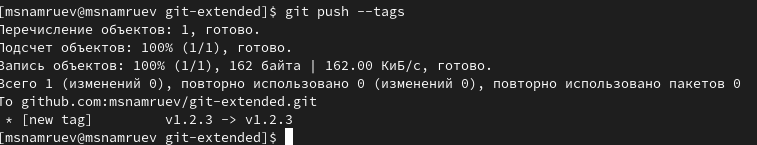 [msnamruev@msnamruev git-extended]$ git push --tags
Перечисление объектов: 1, готово.
Подсчет объектов: 100% (1/1), готово.
Запись объектов: 100% (1/1), 162 байта | 162.00 КиБ/с, готово.
Всего 1 (изменений 0), повторно использовано 0 (изменений 0), повторно использовано пакетов 0
To github.com:msnamruev/git-extended.git
 * [new tag]         v1.2.3 -> v1.2.3
[msnamruev@msnamruev git-extended]$